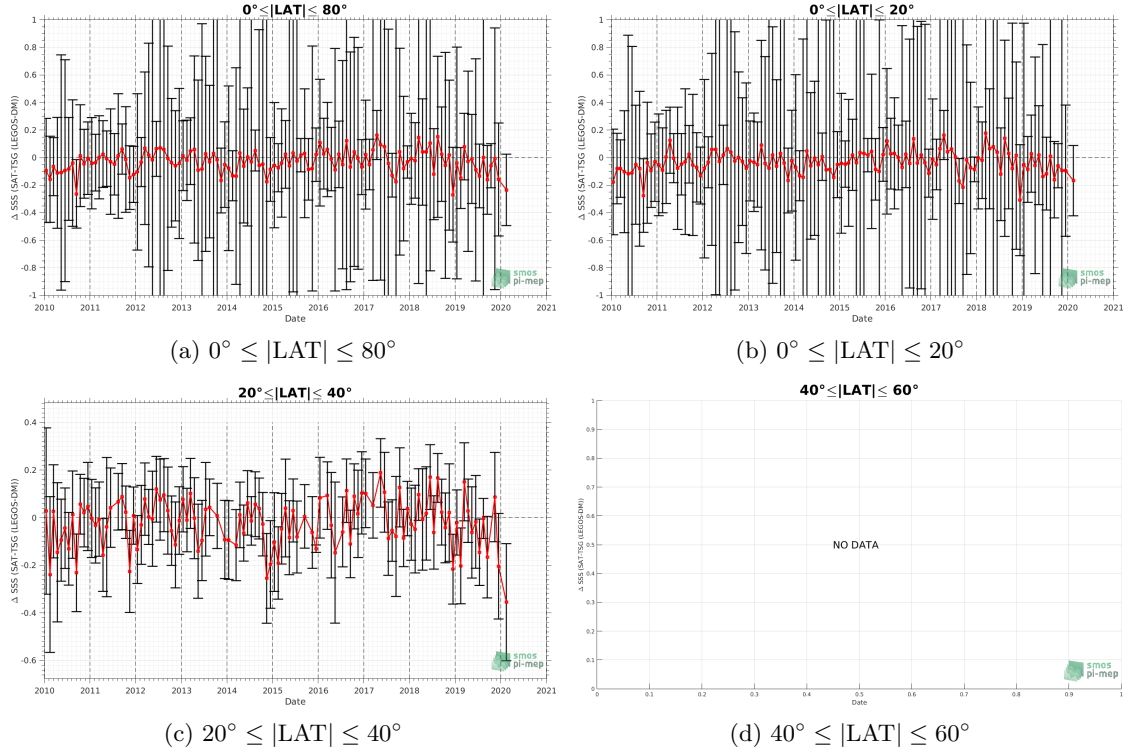 0°≤|LAT|≤ 80°
Δ SSS (SAT-TSG (LEGOS-DM))
1
0.8
0.6
0.4
0.2
0
-0.2
-0.4
-0.6
-0.8
-1
2010 2011 2012 2013 2014 2015 2016 2017 2018 2019 2020 2021
Date
smos
pi-mep
(a) 0° ≤ |LAT| ≤ 80°
0°≤|LAT|≤ 20°
Δ SSS (SAT-TSG (LEGOS-DM))
1
0.8
0.6
0.4
0.2
0
-0.2
-0.4
-0.6
-0.8
-1
2010 2011 2012 2013 2014 2015 2016 2017 2018 2019 2020 2021
Date
smos
pi-mep
(b) 0° ≤ |LAT| ≤ 20°
20°≤|LAT|≤ 40°
Δ SSS (SAT-TSG (LEGOS-DM))
0.4
0.2
0
-0.2
-0.4
-0.6
2010 2011 2012 2013 2014 2015 2016 2017 2018 2019 2020 2021
Date
smos
pi-mep
(c) 20° ≤ |LAT| ≤ 40°
40°≤|LAT|≤ 60°
Δ SSS (SAT-TSG (LEGOS-DM))
1
0.9
0.8
0.7
0.6
0.5
0.4
0.3
0.2
0.1
0
NO DATA
0 0.1 0.2 0.3 0.4 0.5 0.6 0.7 0.8 0.9 1
Date
smos
pi-mep
(d) 40° ≤ |LAT| ≤ 60°